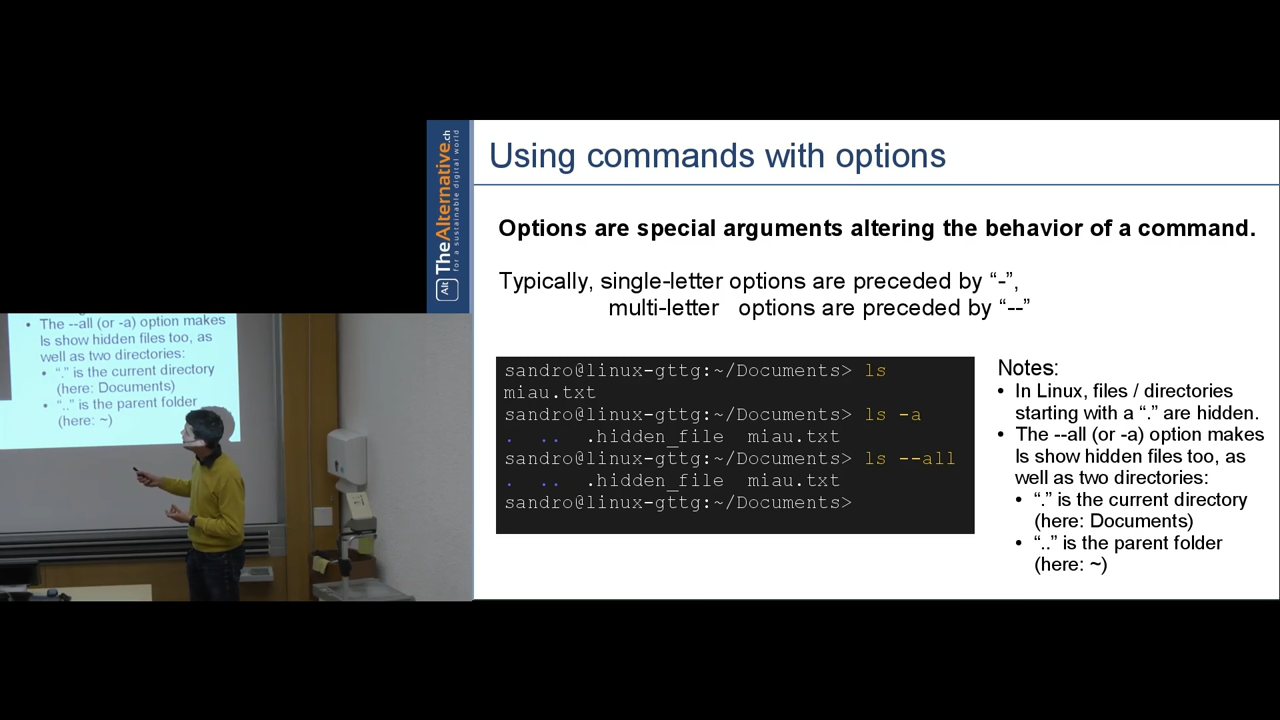 Alt TheAlternative.ch
for a sustainable digital world
Using commands with options
Options are special arguments altering the behavior of a command.
Typically, single-letter options are preceded by “-”,
multi-letter options are preceded by “--”
sandro@linux-gttg:~/Documents> ls
miau.txt
sandro@linux-gttg:~/Documents> ls -a
. .. .hidden_file miau.txt
sandro@linux-gttg:~/Documents> ls --all
. .. .hidden_file miau.txt
sandro@linux-gttg:~/Documents>
Notes:
• In Linux, files / directories
starting with a “.” are hidden.
• The --all (or -a) option makes
ls show hidden files too, as
well as two directories:
• “.” is the current directory
(here: Documents)
• “..” is the parent folder
(here: ~)
• The --all (or -a) option makes
ls show hidden files too, as
well as two directories:
• “.” is the current directory
(here: Documents)
• “..” is the parent folder
(here: ~)